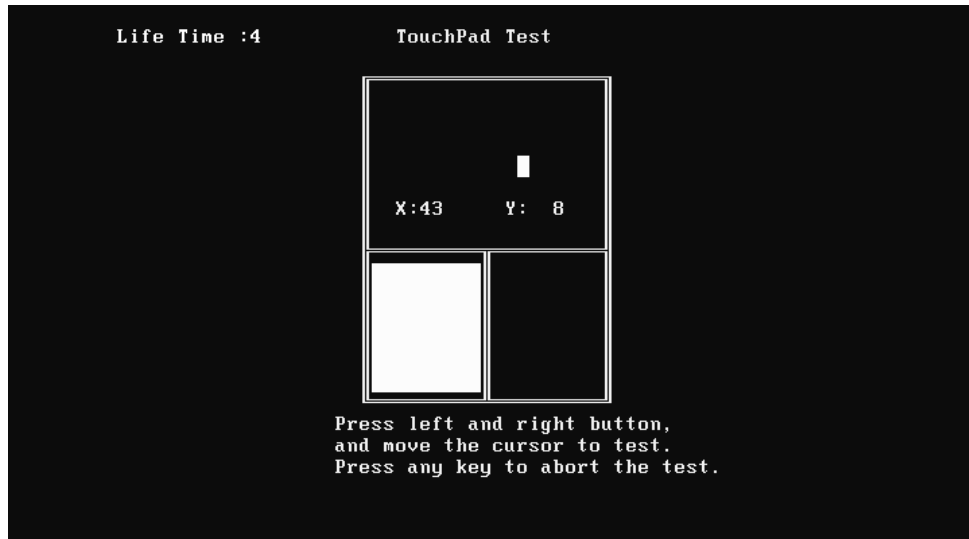 Life Time :4 TouchPad Test
X:43 Y: 8
Press left and right button,
and move the cursor to test.
Press any key to abort the test.